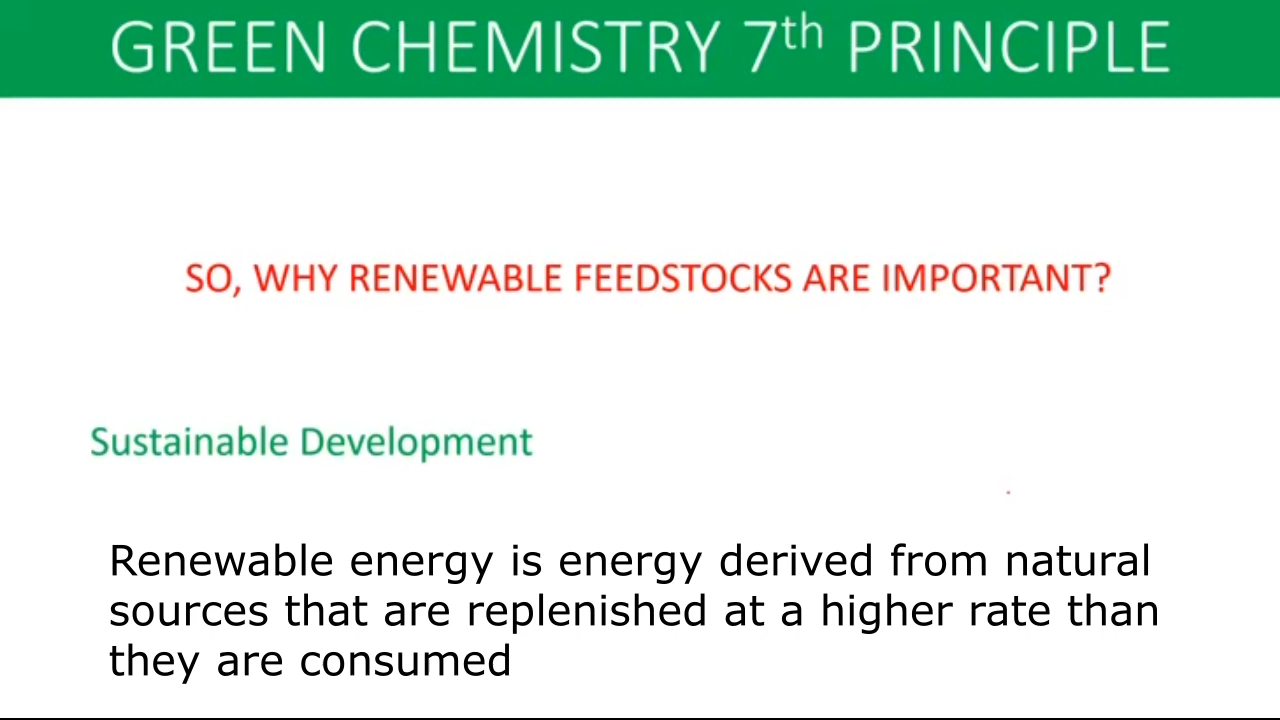 GREEN CHEMISTRY 7th PRINCIPLE
SO, WHY RENEWABLE FEEDSTOCKS ARE IMPORTANT?
Sustainable Development
Renewable energy is energy derived from natural
sources that are replenished at a higher rate than
they are consumed